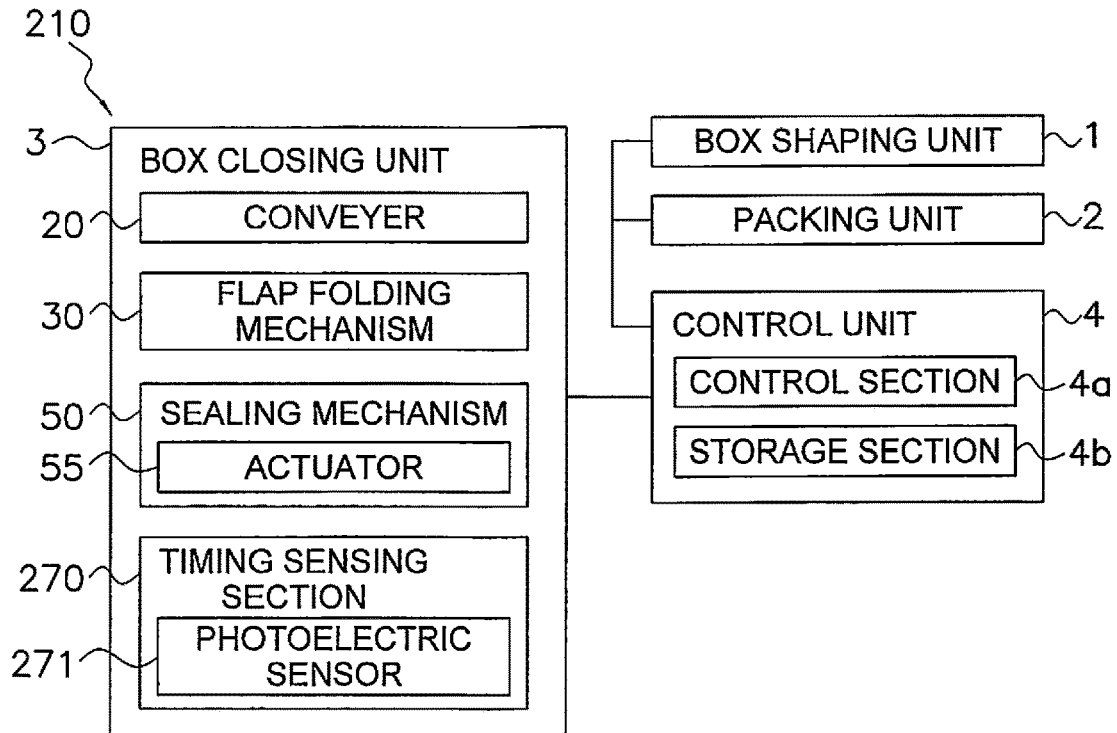 210
3
BOX CLOSING UNIT
20
CONVEYER
30
FLAP FOLDING
MECHANISM
50
SEALING MECHANISM
55
ACTUATOR
270
TIMING SENSING
SECTION
271
PHOTOELECTRIC
SENSOR
BOX SHAPING UNIT
1
PACKING UNIT
2
CONTROL UNIT
4
CONTROL SECTION
4a
STORAGE SECTION
4b